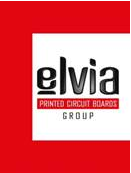 elvia
PRINTED CIRCUIT BOARDS
GROUP